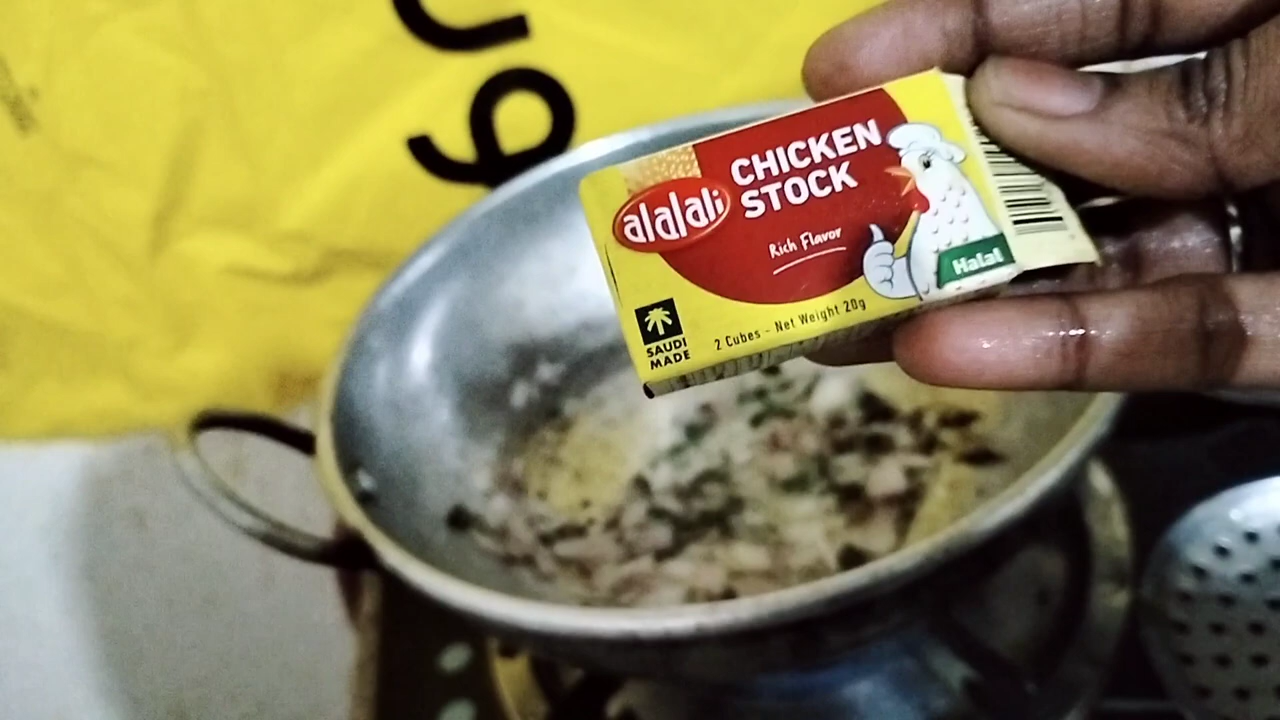 CHICKEN
STOCK
alalali
Rich Flavor
Halal
SAUDI
MADE
2 Cubes - Net Weight 20g